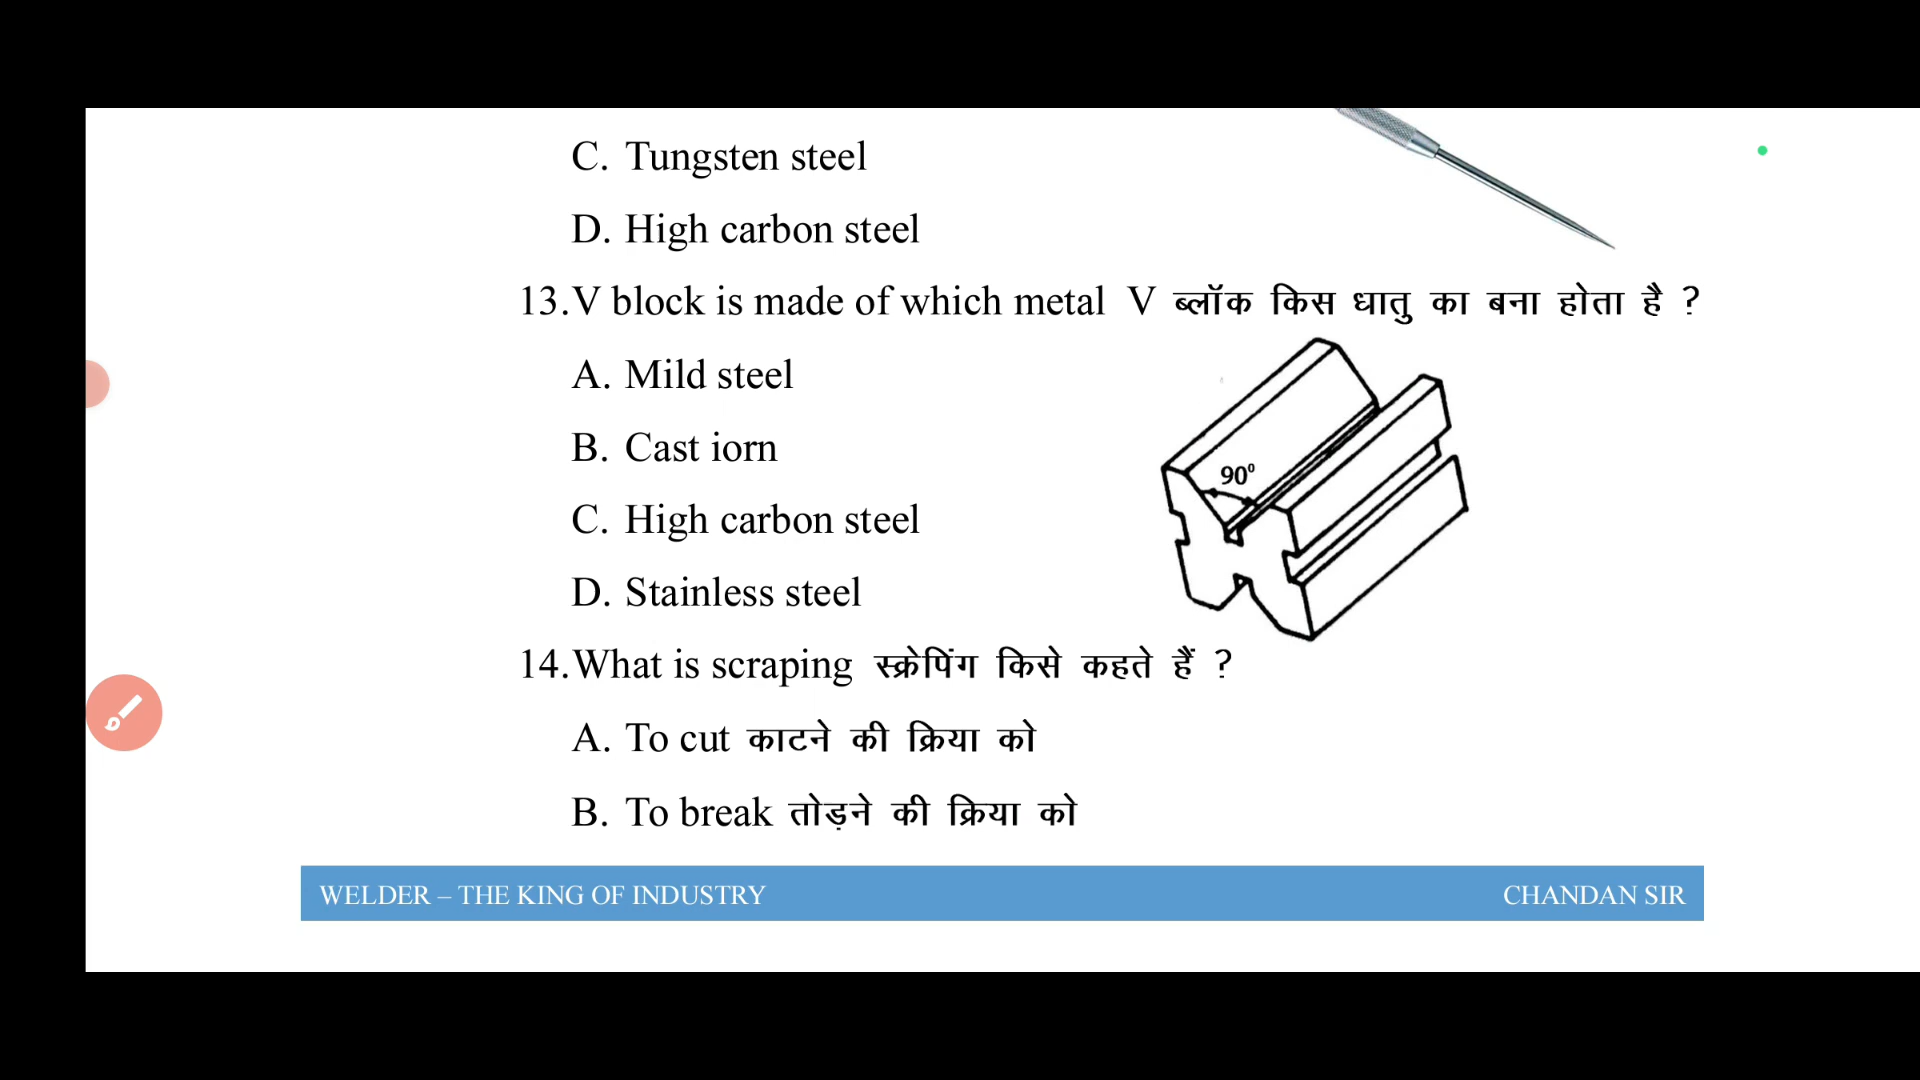 C. Tungsten steel
D. High carbon steel
13.V block is made of which metal V ब्लॉक किस धातु का बना होता है ?
A. Mild steel
B. Cast iorn
90⁰
C. High carbon steel
D. Stainless steel
14.What is scraping स्क्रेपिंग किसे कहते हैं ?
A. To cut काटने की क्रिया को
B. To break तोड़ने की क्रिया को
WELDER – THE KING OF INDUSTRY CHANDAN SIR